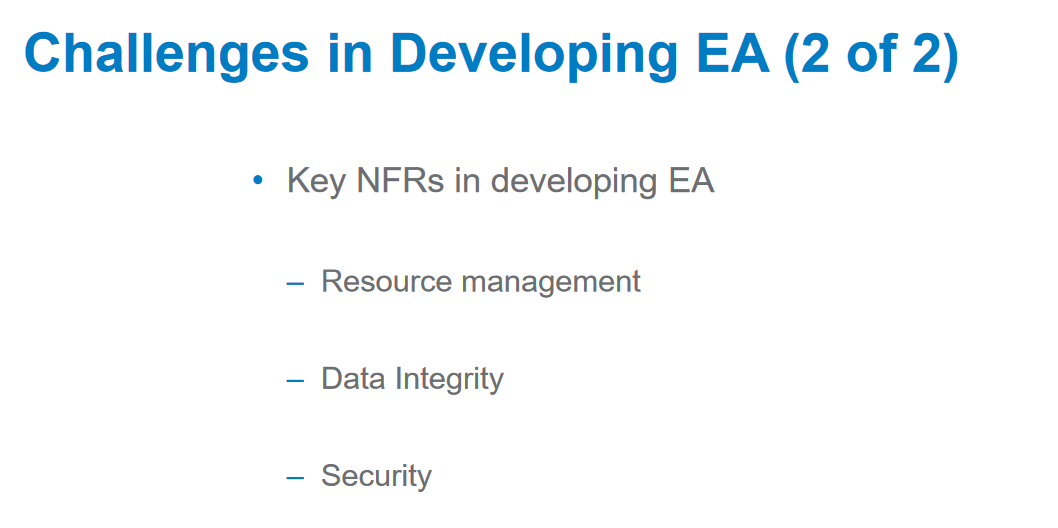 Challenges in Developing EA (2 of 2)
• Key NFRs in developing EA
– Resource management
– Data Integrity
– Security